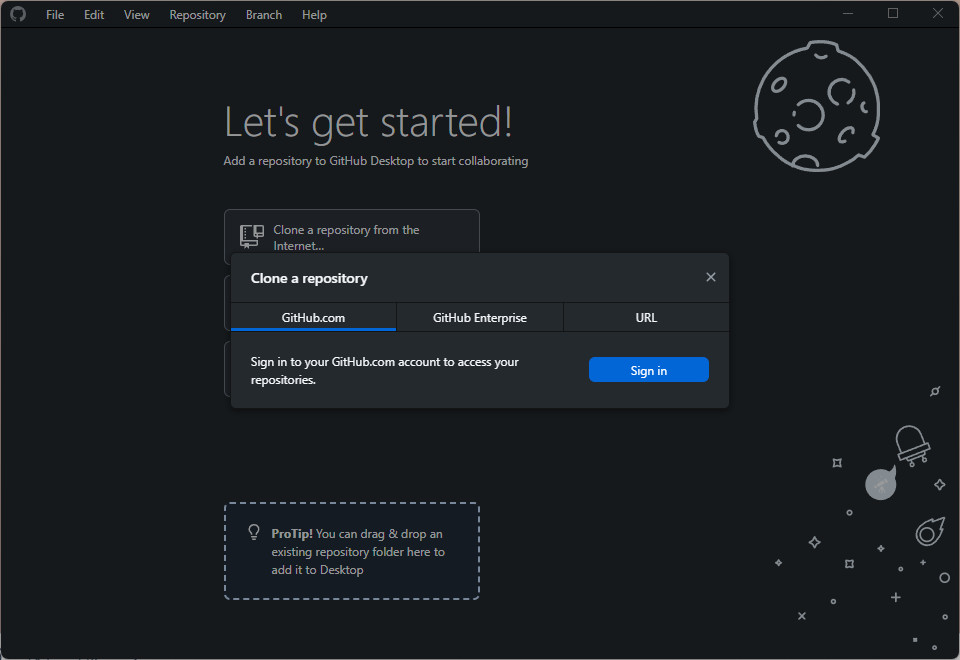 File Edit View Repository Branch Help
Let's get started!
Add a repository to GitHub Desktop to start collaborating
Clone a repository from the
Internet...
Clone a repository
GitHub.com GitHub Enterprise URL
Sign in to your GitHub.com account to access your
repositories.
Sign in
ProTip! You can drag & drop an
existing repository folder here to
add it to Desktop